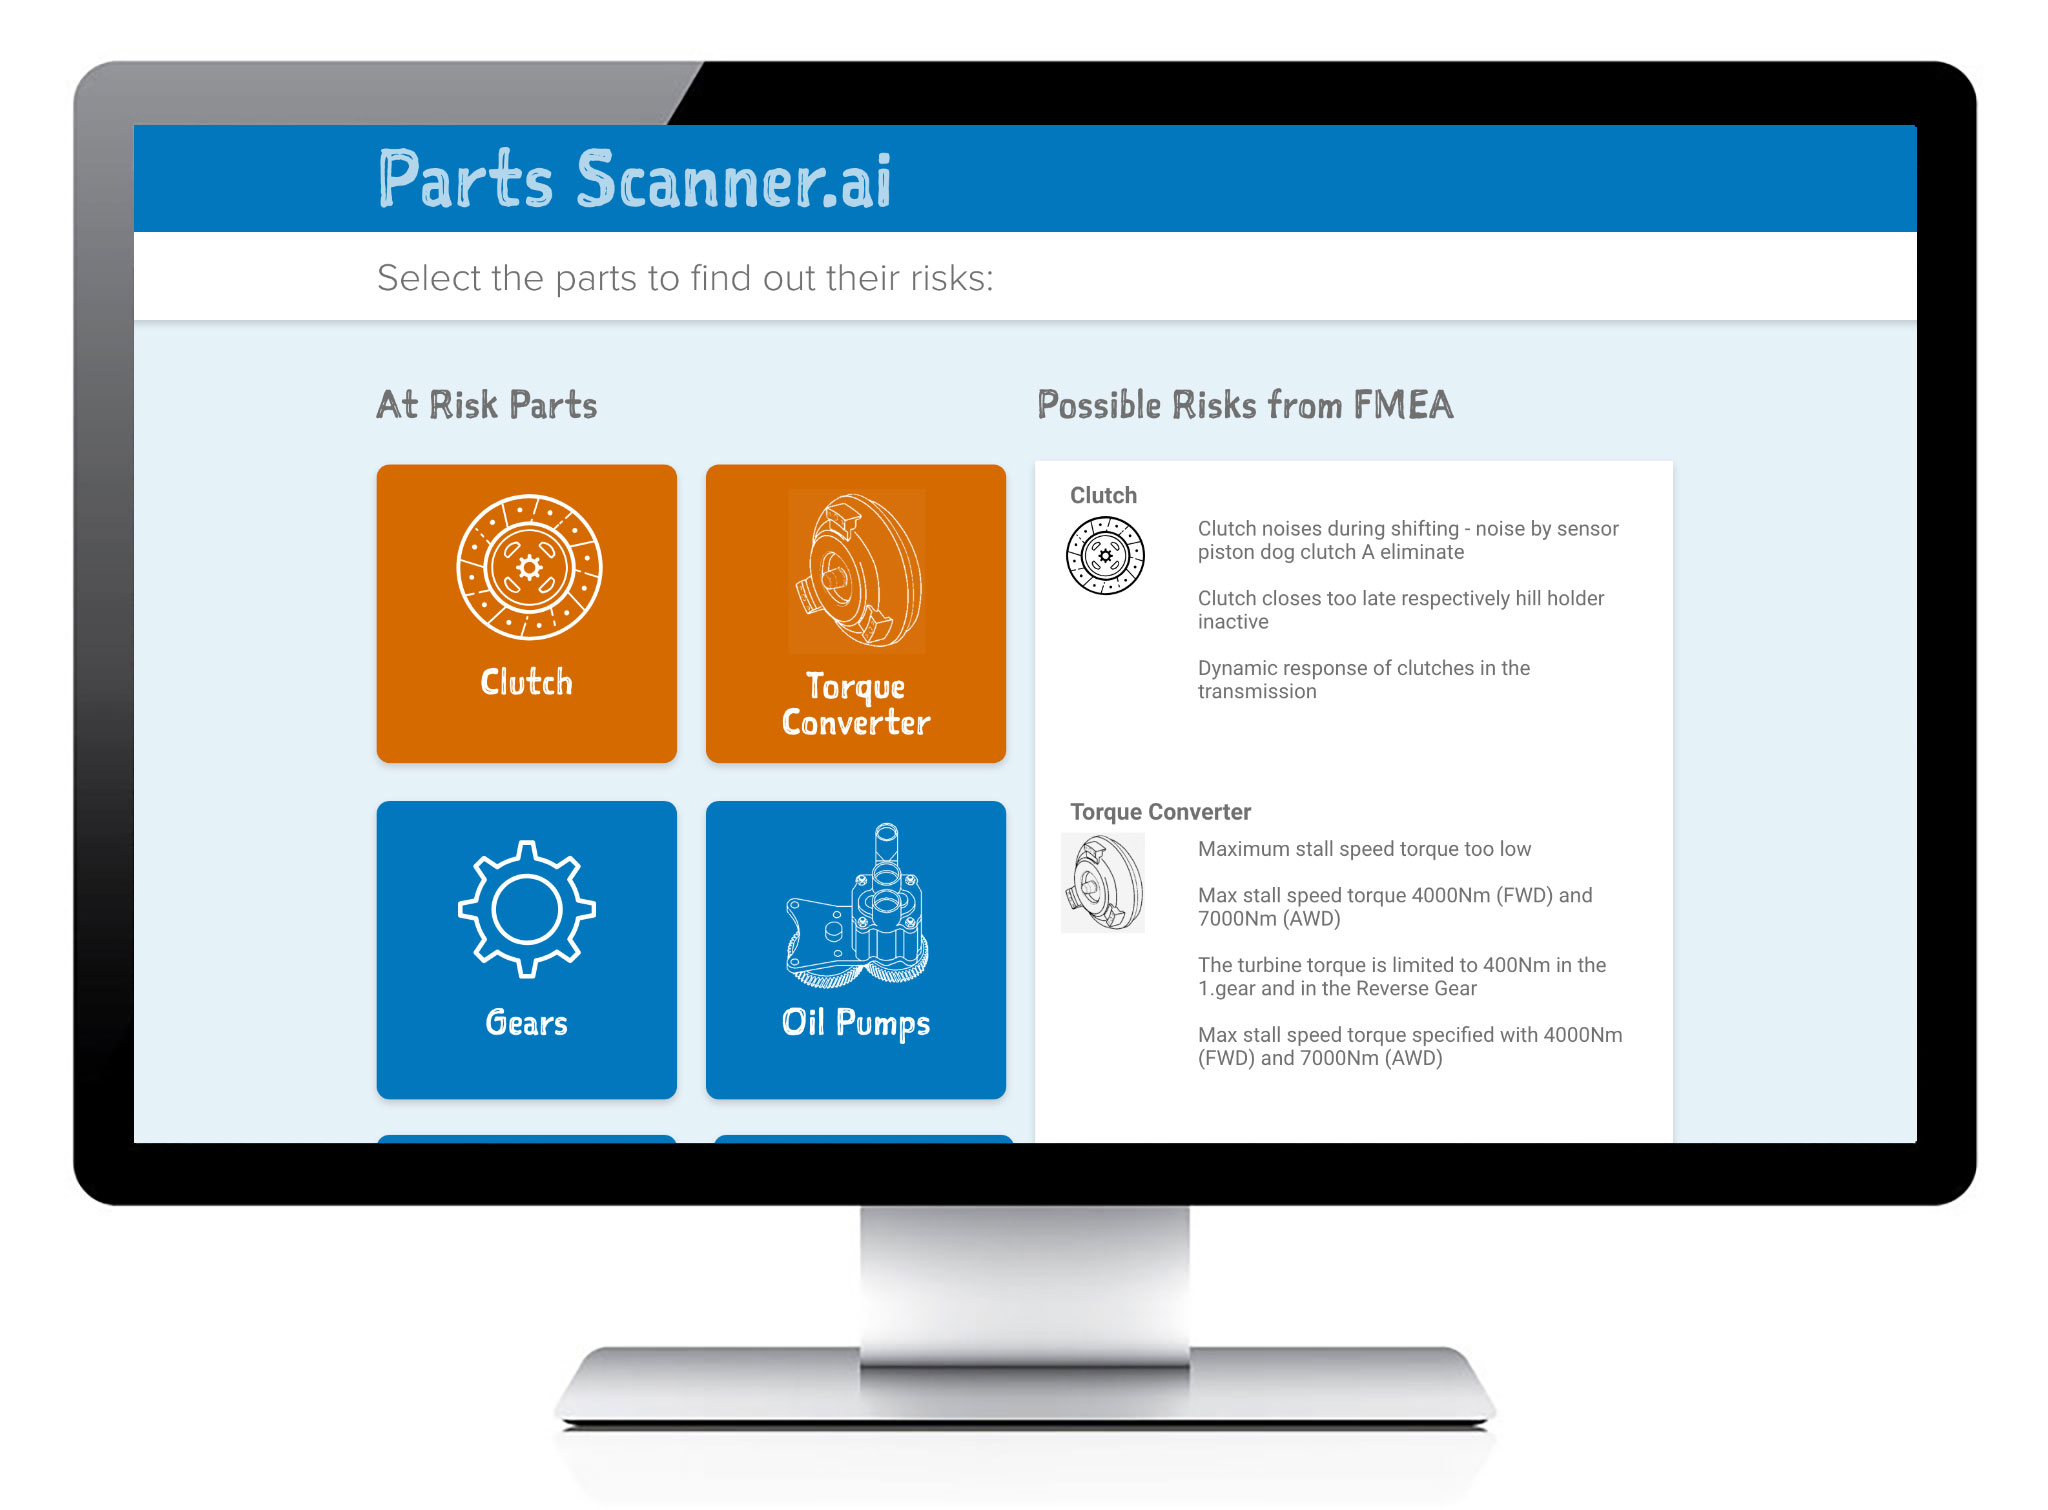 Parts Scanner.ai
Select the parts to find out their risks:
At Risk Parts
Clutch
Torque
Converter
Gears
Oil Pumps
Possible Risks from FMEA
Clutch
Clutch noises during shifting - noise by sensor
piston dog clutch A eliminate
Clutch closes too late respectively hill holder
inactive
Dynamic response of clutches in the
transmission
Torque Converter
Maximum stall speed torque too low
Max stall speed torque 4000Nm (FWD) and
7000Nm (AWD)
The turbine torque is limited to 400Nm in the
1.gear and in the Reverse Gear
Max stall speed torque specified with 4000Nm
(FWD) and 7000Nm (AWD)